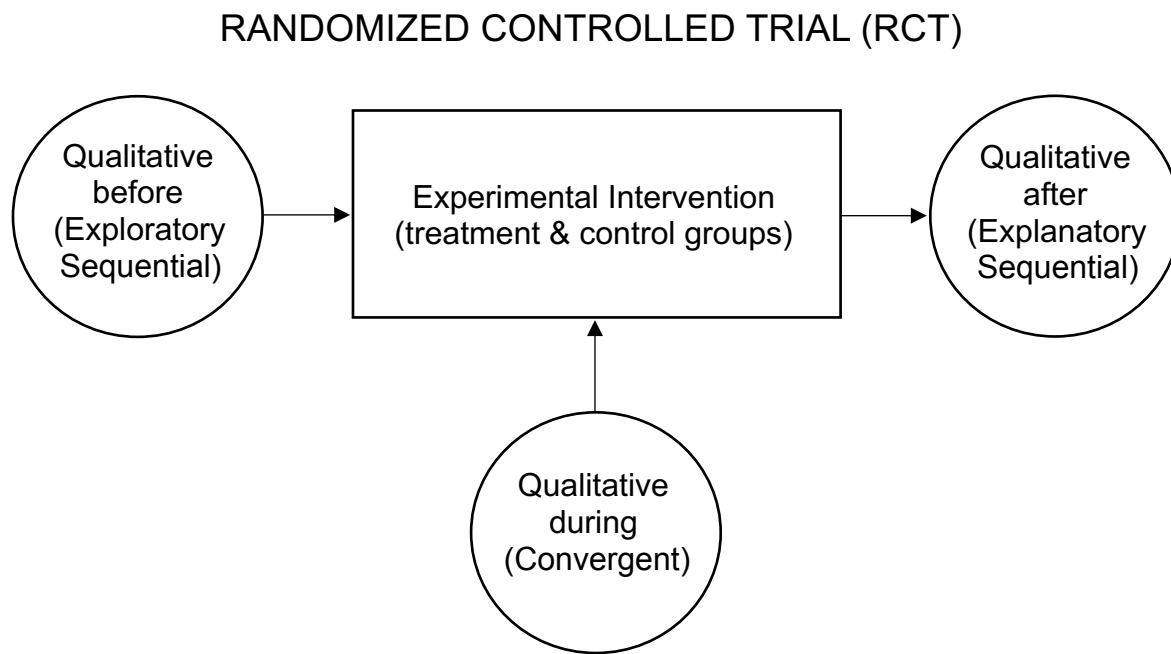 RANDOMIZED CONTROLLED TRIAL (RCT)
Qualitative
before
(Exploratory
Sequential)
Experimental Intervention
(treatment & control groups)
Qualitative
after
(Explanatory
Sequential)
Qualitative
during
(Convergent)